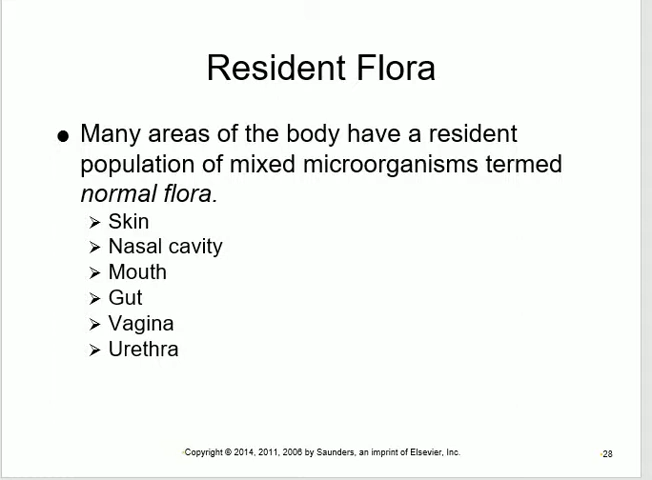 Resident Flora
● Many areas of the body have a resident
population of mixed microorganisms termed
normal flora.
➢ Skin
➢ Nasal cavity
➢ Mouth
➢ Gut
➢ Vagina
➢ Urethra
Copyright © 2014, 2011, 2006 by Saunders, an imprint of Elsevier, Inc.
28